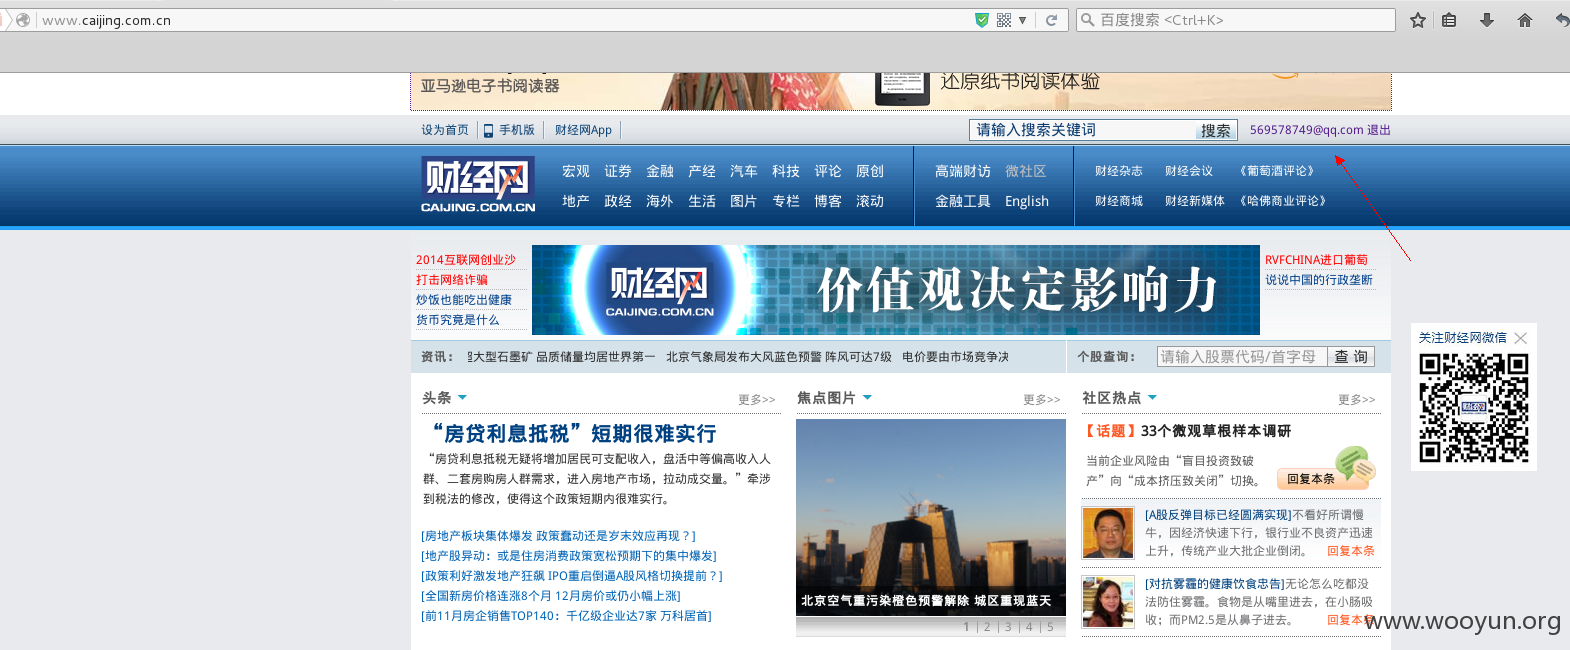 www.caijing.com.cn
百度搜索 <Ctrl+K>
亚马逊电子书阅读器
还原纸书阅读体验
设为首页 手机版 财经网App
请输入搜索关键词 搜索 569578749@qq.com 退出
财经网
CAIJING.COM.CN
宏观 证券 金融 产经 汽车 科技 评论 原创
地产 政经 海外 生活 图片 专栏 博客 滚动
高端财访 微社区
金融工具 English
财经杂志 财经会议 《葡萄酒评论》
财经商城 财经新媒体 《哈佛商业评论》
2014互联网创业沙
打击网络诈骗
炒饭也能吃出健康
货币究竟是什么
财经网
CAIJING.COM.CN
价值观决定影响力
RVFCHINA进口葡萄
说说中国的行政垄断
关注财经网微信
财经网
资讯： 大型石墨矿 品质储量均居世界第一 北京气象局发布大风蓝色预警 阵风可达7级 电价要由市场竞争决
个股查询： 请输入股票代码/首字母 查 询
头条 更多>>
“房贷利息抵税”短期很难实行
“房贷利息抵税无疑将增加居民可支配收入，盘活中等偏高收入人
群、二套房购房人群需求，进入房地产市场，拉动成交量。”牵涉
到税法的修改，使得这个政策短期内很难实行。
[房地产板块集体爆发 政策蠢动还是岁末效应再现？]
[地产股异动：或是住房消费政策宽松预期下的集中爆发]
[政策利好激发地产狂飙 IPO重启倒逼A股风格切换提前？]
[全国新房价格连涨8个月 12月房价或仍小幅上涨]
[前11月房企销售TOP140：千亿级企业达7家 万科居首]
焦点图片 更多>>
北京空气重污染橙色预警解除 城区重现蓝天
1 2 3 4 5
社区热点 更多>>
【话题】33个微观草根样本调研
当前企业风险由“盲目投资致破
产”向“成本挤压致关闭”切换。
回复本条
[A股反弹目标已经圆满实现]不看好所谓慢
牛，因经济快速下行，银行业不良资产迅速
上升，传统产业大批企业倒闭。 回复本条
[对抗雾霾的健康饮食忠告]无论怎么吃都没
法防住雾霾。食物是从嘴里进去，在小肠吸
收；而PM2.5是从鼻子进去。 回复本条
www.wooyun.org